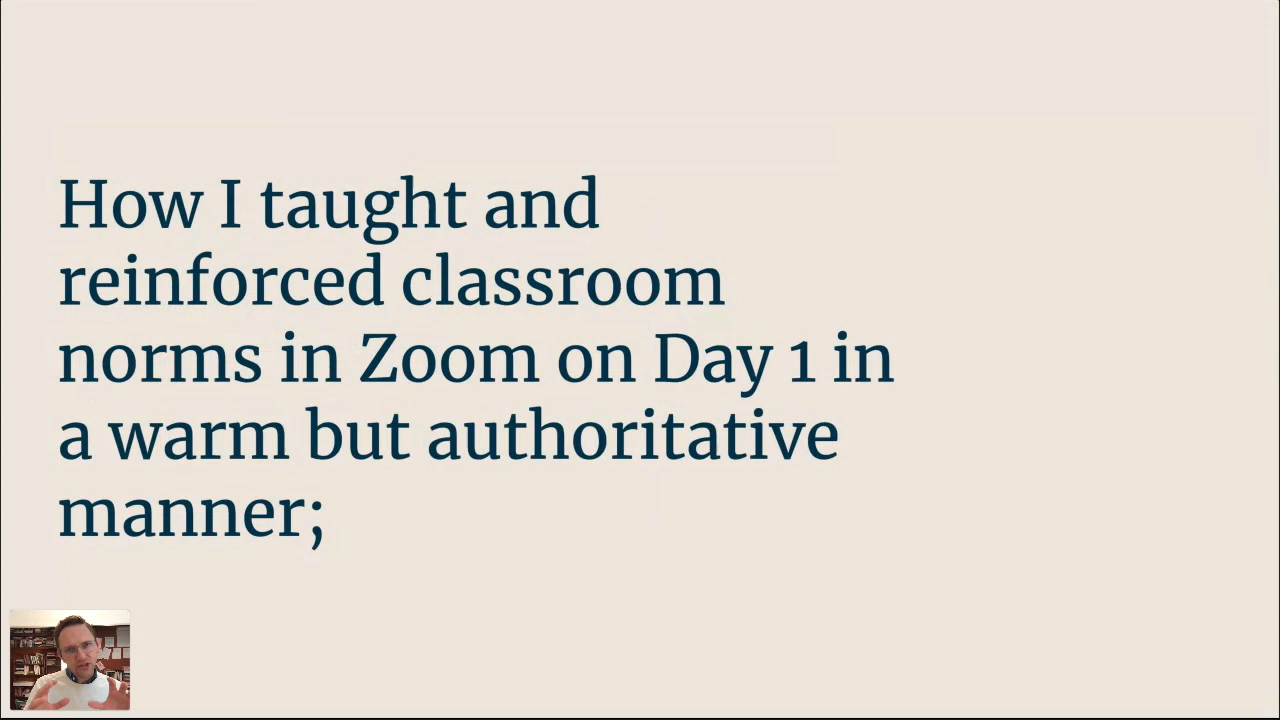 How I taught and
reinforced classroom
norms in Zoom on Day 1 in
a warm but authoritative
manner;